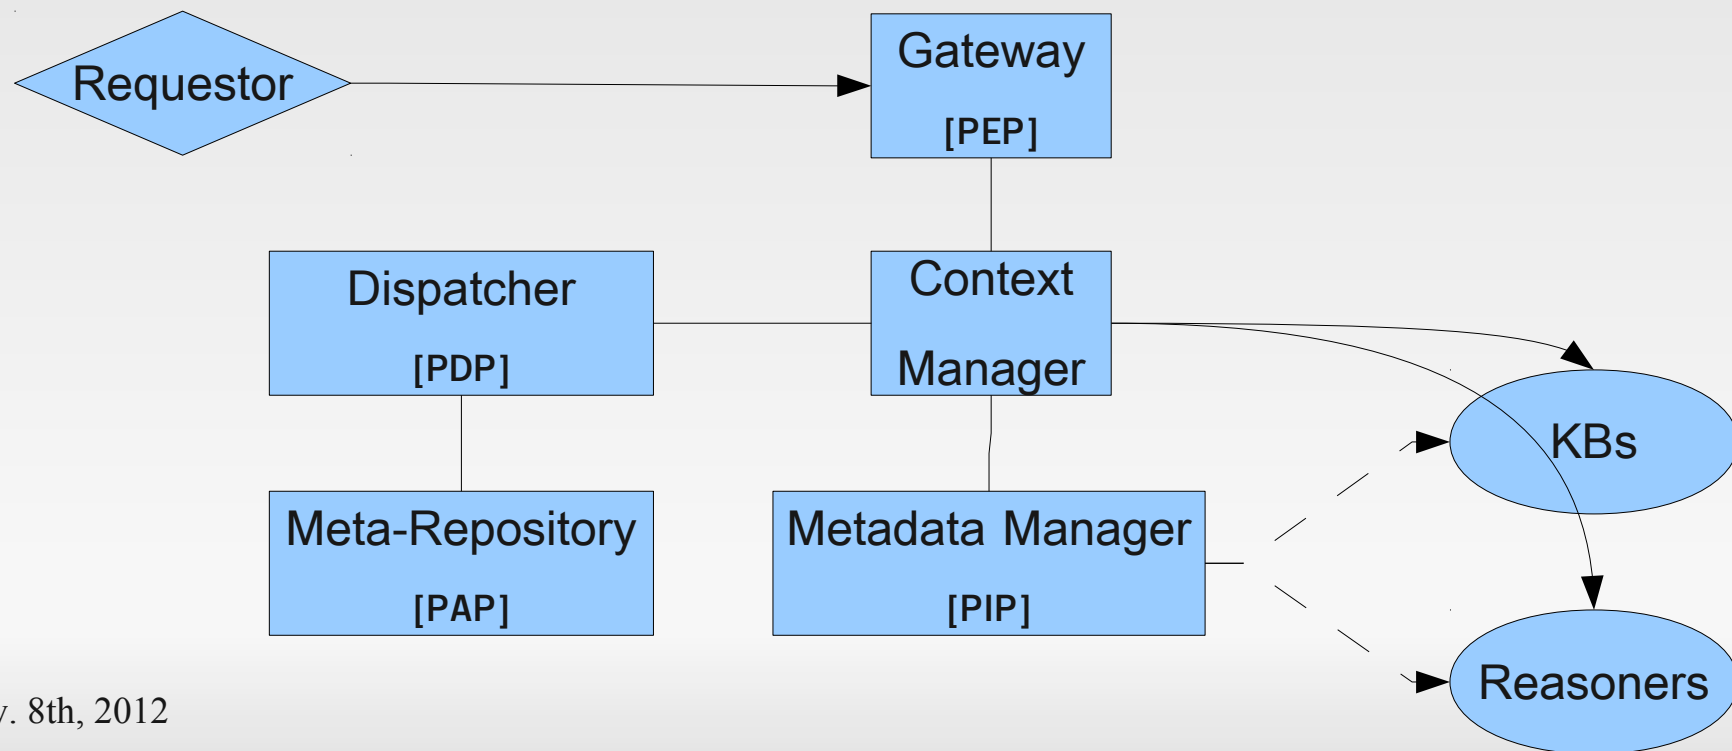 Requestor
Gateway
[PEP]
Dispatcher
[PDP]
Context
Manager
KBs
Meta-Repository
[PAP]
Metadata Manager
[PIP]
Reasoners
8th, 2012